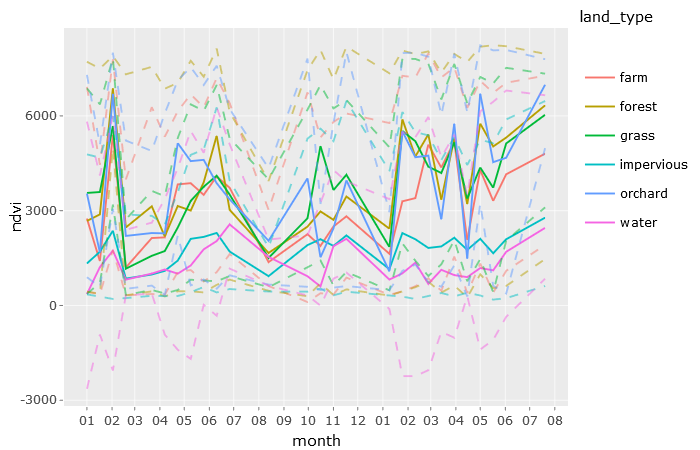 land_type
farm
forest
grass
impervious
orchard
water
ndvi
6000
3000
0
-3000
01 02 03 04 05 06 07 08 09 10 11 12 01 02 03 04 05 06 07 08
month